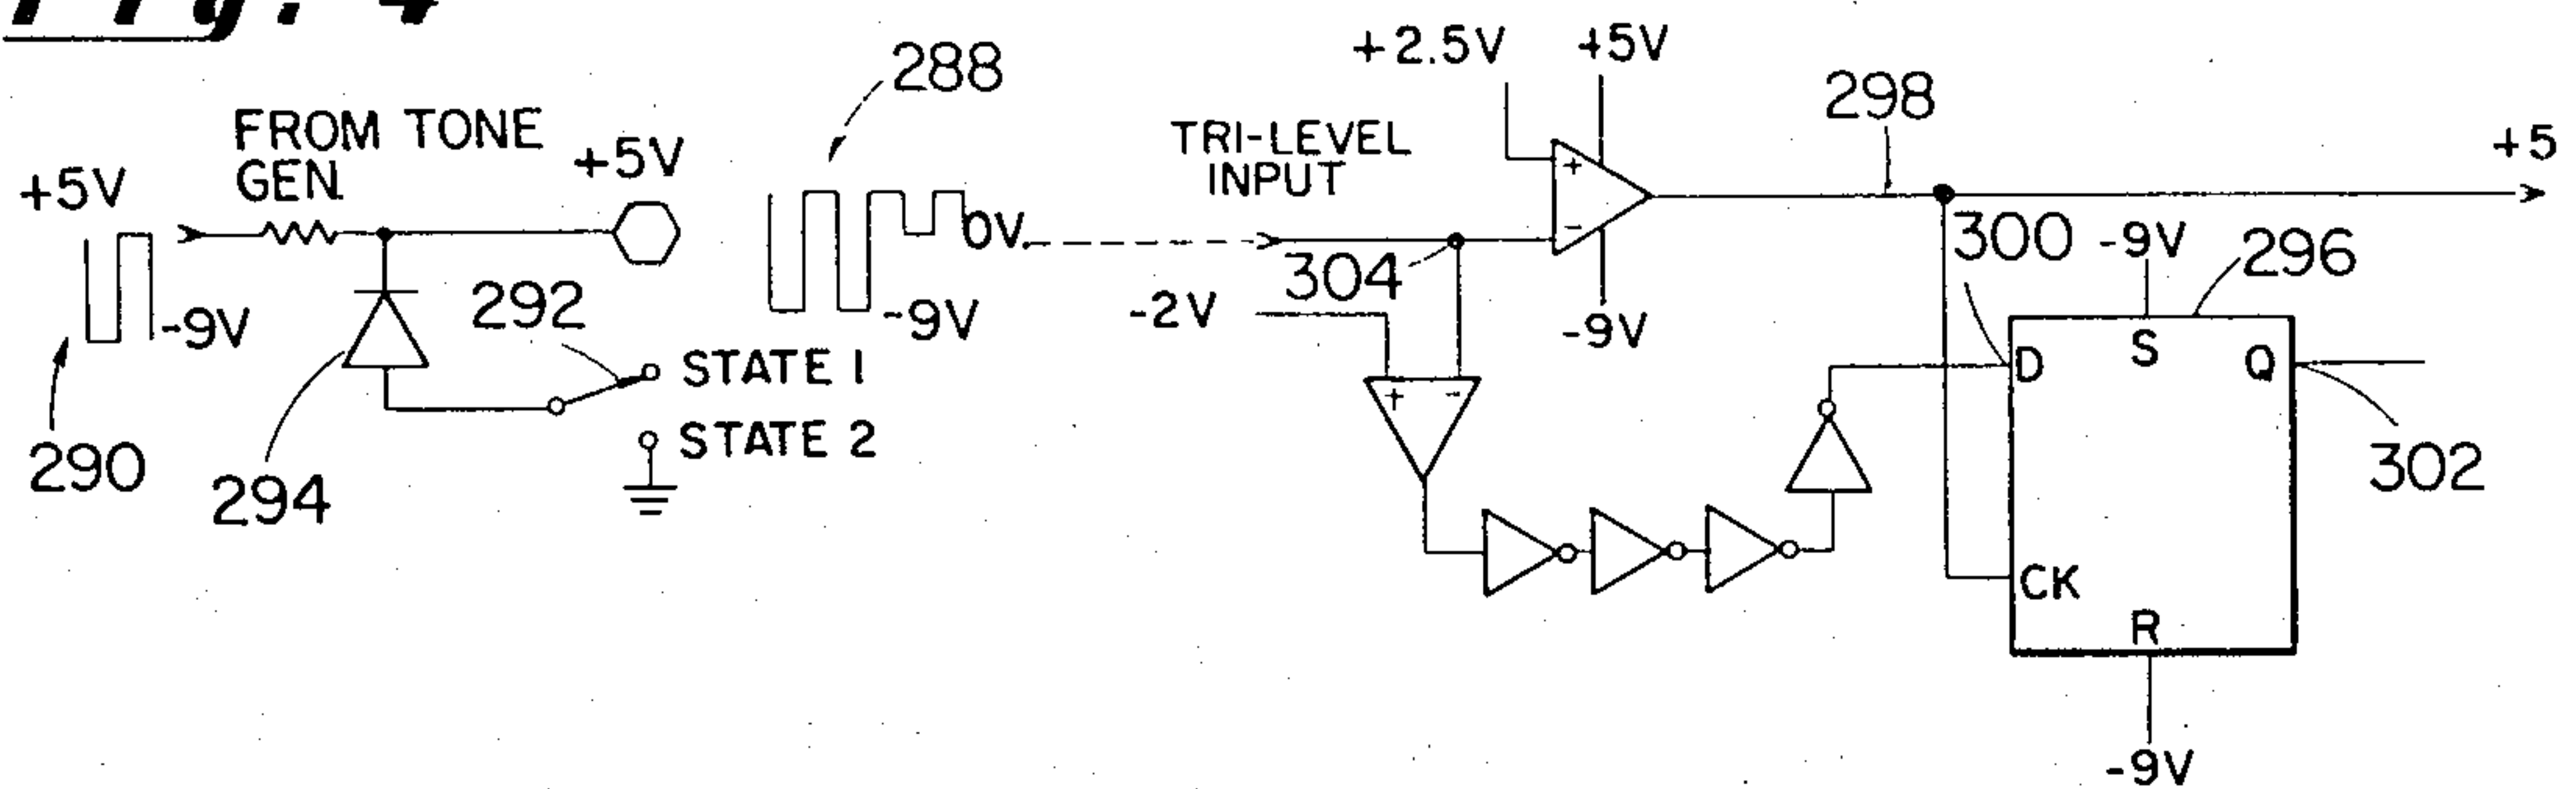 Fig. 4
288
+2.5V
+5V
298
FROM TONE
GEN.
+5V
TRI-LEVEL
INPUT
+5
+5V
+
-
0V
304
300
-9V
296
-9V
292
-9V
-2V
-9V
STATE 1
+ -
D
S
Q
290
294
STATE 2
302
CK
R
-9V